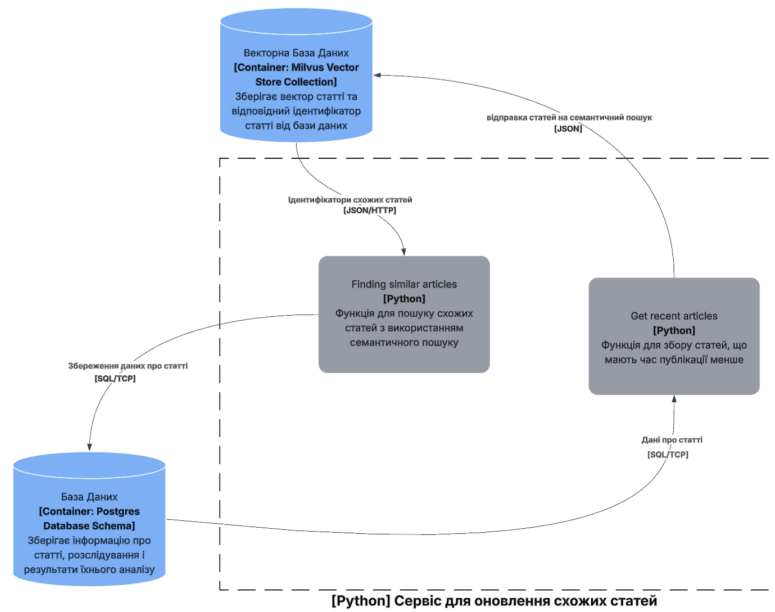 Векторна База Даних
[Container: Milvus Vector
Store Collection]
Зберігає вектор статті та
відповідний ідентифікатор
статті від бази даних
відправка статей на семантичний пошук
[JSON]
Ідентифікатори схожих статей
[JSON/HTTP]
Finding similar articles
[Python]
Функція для пошуку схожих
статей з використанням
семантичного пошуку
Get recent articles
[Python]
Функція для збору статей, що
мають час публікації менше
Збереження даних про статті
[SQL/TCP]
Дані про статті
[SQL/TCP]
База Даних
[Container: Postgres
Database Schema]
Зберігає інформацію про
статті, розслідування і
результати їхнього аналізу
[Python] Сервіс для оновлення схожих статей